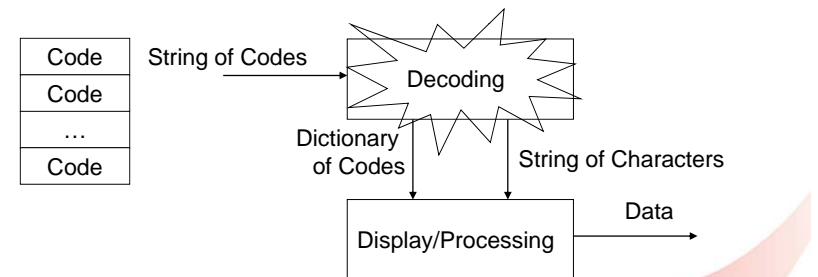 Code
Code
…
Code
String of Codes
Decoding
Dictionary
of Codes
String of Characters
Display/Processing
Data